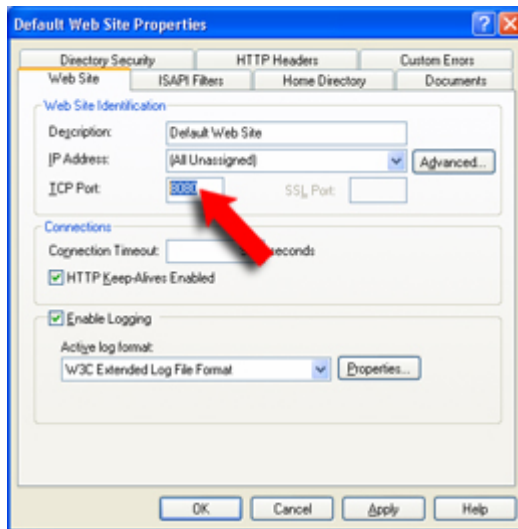 Default Web Site Properties
Directory Security HTTP Headers Custom Errors
Web Site ISAPI Filters Home Directory Documents
Web Site Identification
Description: Default Web Site
IP Address: (All Unassigned) Advanced...
TCP Port: 8080 SSL Port:
Connections
Connection Timeout: seconds
HTTP Keep-Alives Enabled
Enable Logging
Active log format:
W3C Extended Log File Format Properties...
OK Cancel Apply Help